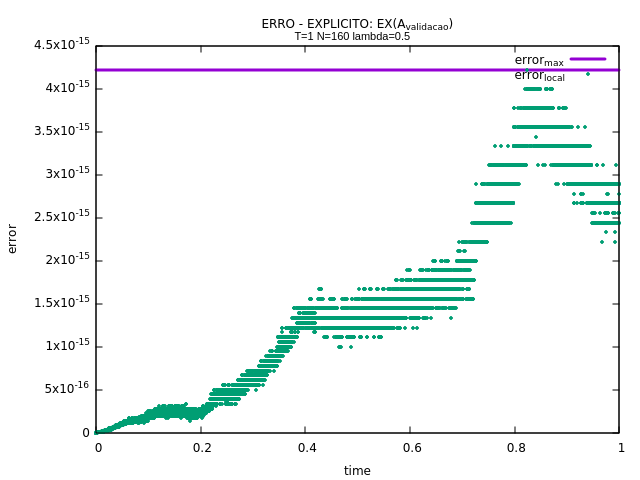 ERRO - EXPLICITO: EX(A_validacao)
T=1 N=160 lambda=0.5
error_max
error_local
4.5x10^-15
4x10^-15
3.5x10^-15
3x10^-15
2.5x10^-15
2x10^-15
1.5x10^-15
1x10^-15
5x10^-16
0
error
0 0.2 0.4 0.6 0.8 1
time